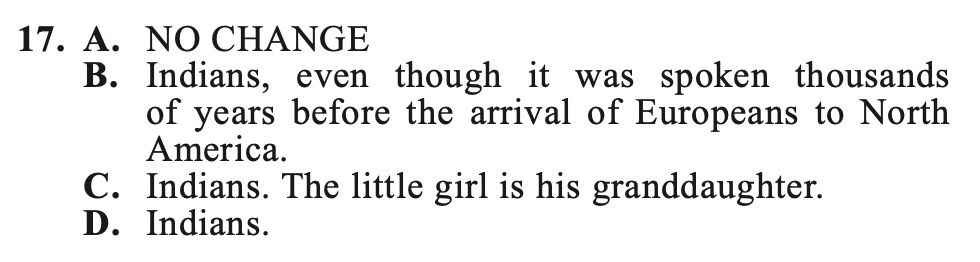 17. A. NO CHANGE
B. Indians, even though it was spoken thousands
of years before the arrival of Europeans to North
America.
C. Indians. The little girl is his granddaughter.
D. Indians.